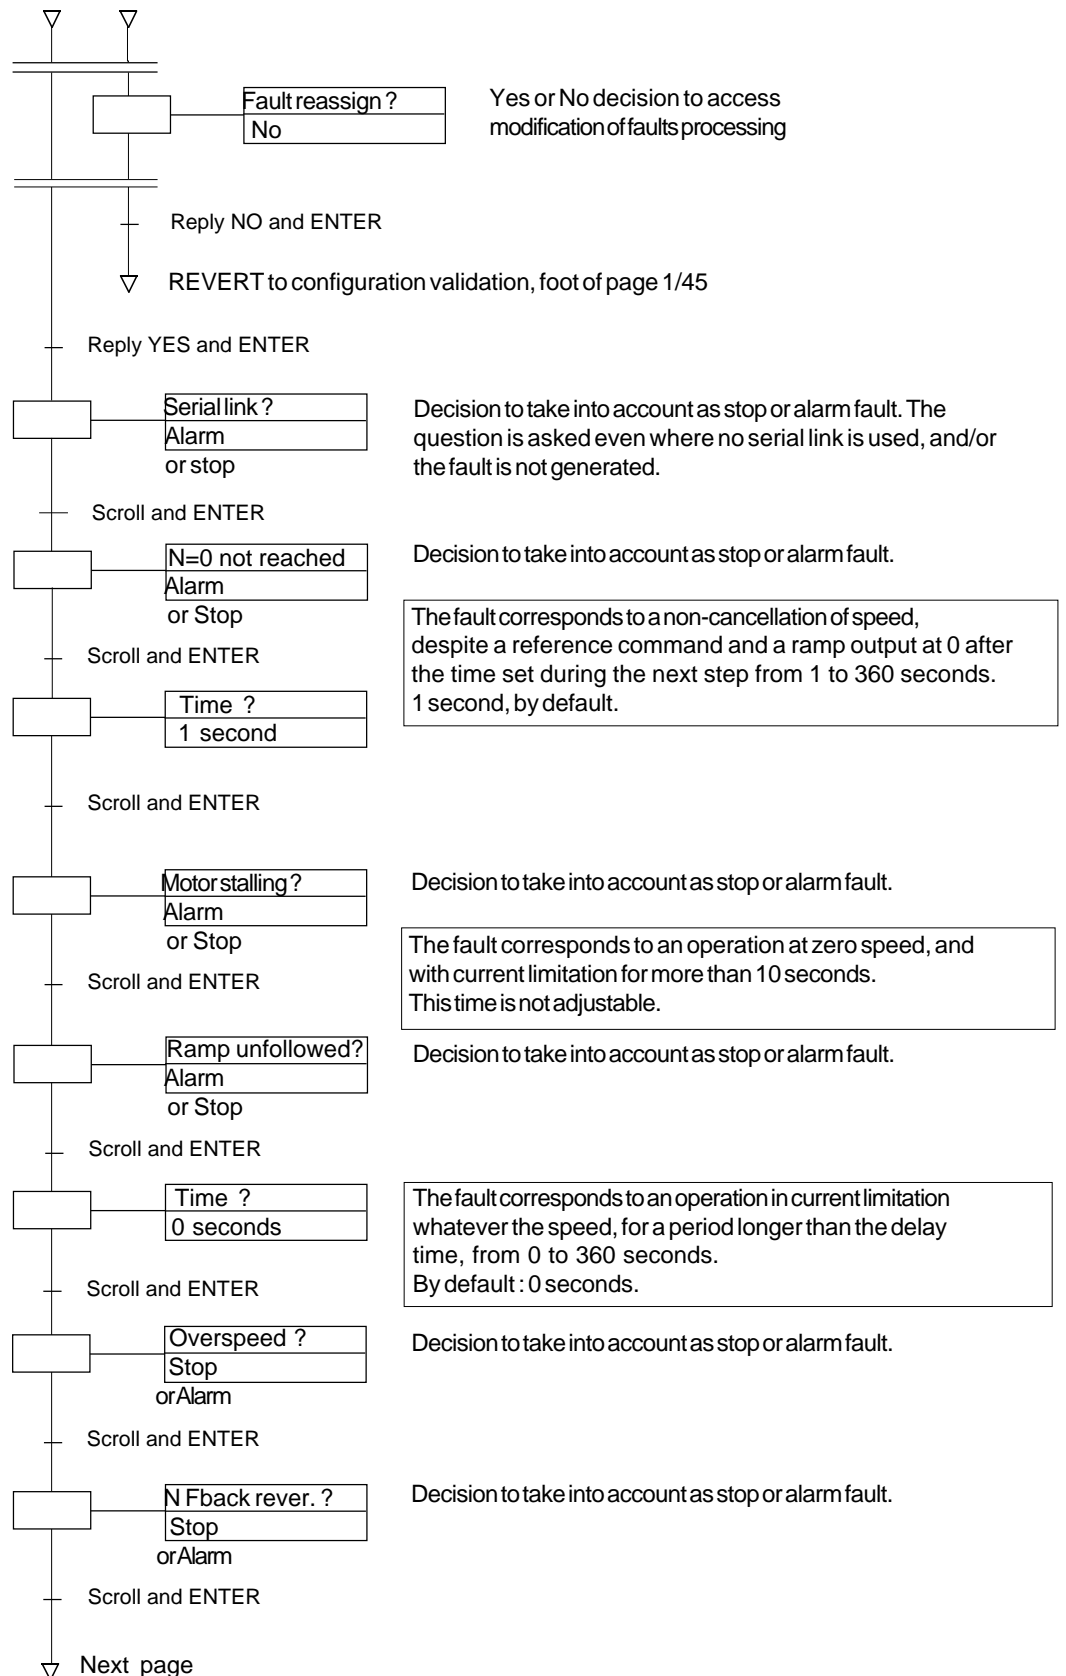 Fault reassign ?
No
Yes or No decision to access
modification of faults processing
Reply NO and ENTER
REVERT to configuration validation, foot of page 1/45
Reply YES and ENTER
Serial link ?
Alarm
or stop
Decision to take into account as stop or alarm fault. The
question is asked even where no serial link is used, and/or
the fault is not generated.
Scroll and ENTER
N=0 not reached
Alarm
or Stop
Decision to take into account as stop or alarm fault.
The fault corresponds to a non-cancellation of speed,
despite a reference command and a ramp output at 0 after
the time set during the next step from 1 to 360 seconds.
1 second, by default.
Scroll and ENTER
Time ?
1 second
Scroll and ENTER
Motor stalling ?
Alarm
or Stop
Decision to take into account as stop or alarm fault.
The fault corresponds to an operation at zero speed, and
with current limitation for more than 10 seconds.
This time is not adjustable.
Scroll and ENTER
Ramp unfollowed?
Alarm
or Stop
Decision to take into account as stop or alarm fault.
Scroll and ENTER
Time ?
0 seconds
The fault corresponds to an operation in current limitation
whatever the speed, for a period longer than the delay
time, from 0 to 360 seconds.
By default : 0 seconds.
Scroll and ENTER
Overspeed ?
Stop
or Alarm
Decision to take into account as stop or alarm fault.
Scroll and ENTER
N Fback rever. ?
Stop
or Alarm
Decision to take into account as stop or alarm fault.
Scroll and ENTER
Next page